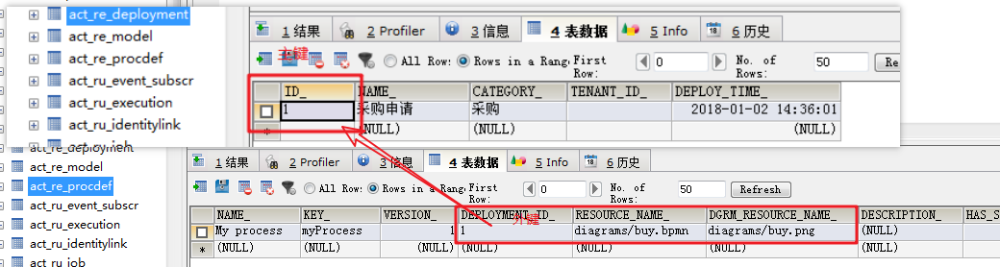 act_re_deployment
act_re_model
act_re_procdef
act_ru_event_subscr
act_ru_execution
act_ru_identitylink
1 结果 2 Profiler 3 信息 4 表数据 5 Info 6 历史
主键
All Row: Rows in a Rang First Row: 0 No. of Rows: 50 Re
ID_ NAME_ CATEGORY_ TENANT_ID_ DEPLOY_TIME_
1 采购申请 采购 2018-01-02 14:36:01
* (NULL) (NULL) (NULL)
act_re_model
act_re_procdef
act_ru_event_subscr
act_ru_execution
act_ru_identitylink
act_ru_job
1 结果 2 Profiler 3 信息 4 表数据 5 Info 6 历史
All Row: Rows in a Rang First Row: 0 No. of Rows: 50 Refresh
NAME_ KEY_ VERSION_ DEPLOYMENT_ID_ RESOURCE_NAME_ DGRM_RESOURCE_NAME_ DESCRIPTION_ HAS_S
外键
My process myProcess 1 1 diagrams/buy.bpmn diagrams/buy.png (NULL)
* (NULL) (NULL) (NULL) (NULL) (NULL) (NULL)